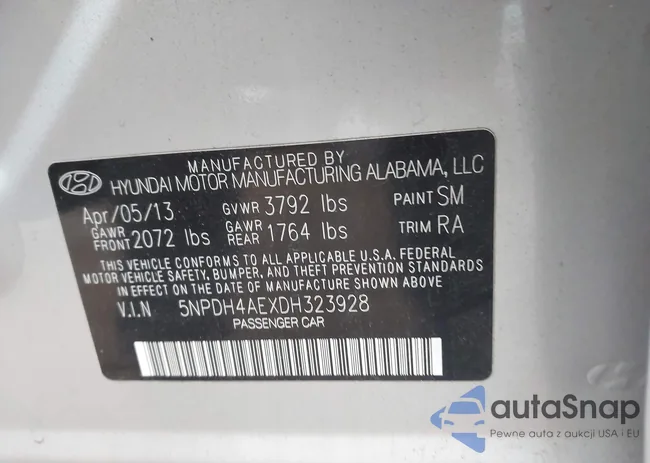 MANUFACTURED BY
HYUNDAI MOTOR MANUFACTURING ALABAMA, LLC
Apr/05/13 GVWR 3792 lbs PAINT SM
GAWR FRONT 2072 lbs GAWR REAR 1764 lbs TRIM RA
THIS VEHICLE CONFORMS TO ALL APPLICABLE U.S.A. FEDERAL
MOTOR VEHICLE SAFETY, BUMPER, AND THEFT PREVENTION STANDARDS
IN EFFECT ON THE DATE OF MANUFACTURE SHOWN ABOVE.
V.I.N 5NPDH4AEXDH323928
PASSENGER CAR
autaSnap
Pewne auta z aukcji USA i EU